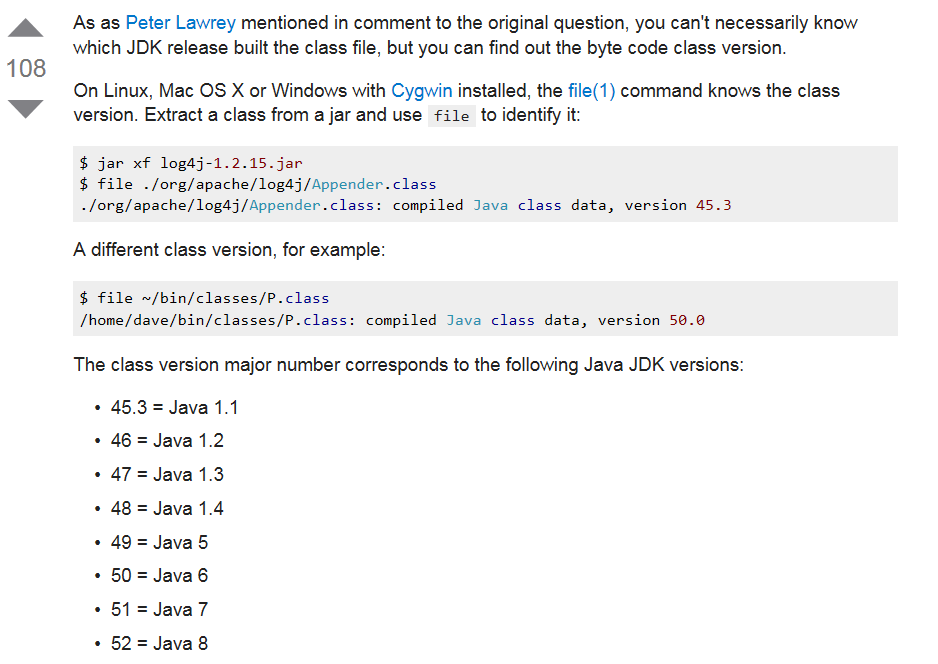 As as Peter Lawrey mentioned in comment to the original question, you can't necessarily know
which JDK release built the class file, but you can find out the byte code class version.
108
On Linux, Mac OS X or Windows with Cygwin installed, the file(1) command knows the class
version. Extract a class from a jar and use file to identify it:
$ jar xf log4j-1.2.15.jar
$ file ./org/apache/log4j/Appender.class
./org/apache/log4j/Appender.class: compiled Java class data, version 45.3
A different class version, for example:
$ file ~/bin/classes/P.class
/home/dave/bin/classes/P.class: compiled Java class data, version 50.0
The class version major number corresponds to the following Java JDK versions:
• 45.3 = Java 1.1
• 46 = Java 1.2
• 47 = Java 1.3
• 48 = Java 1.4
• 49 = Java 5
• 50 = Java 6
• 51 = Java 7
• 52 = Java 8